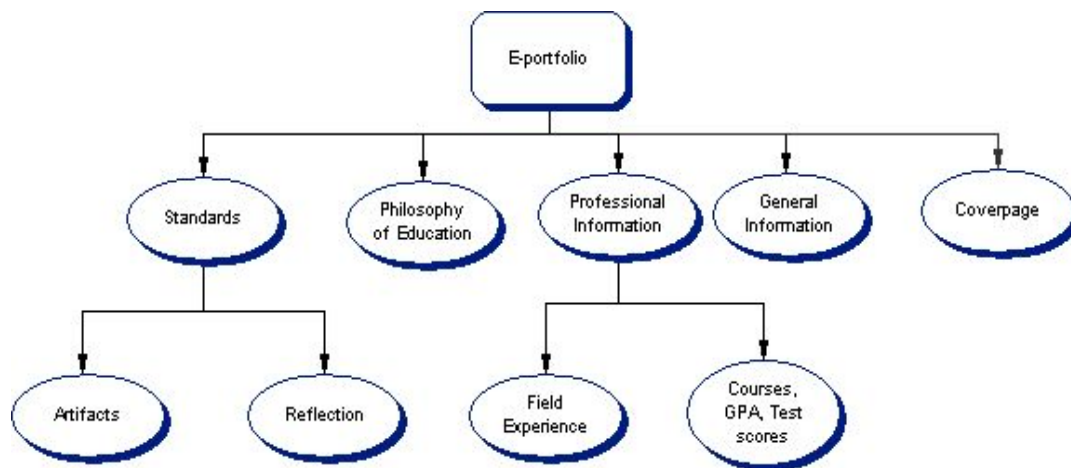 E-portfolio
Standards
Philosophy
of Education
Professional
Information
General
Information
Coverpage
Artifacts
Reflection
Field
Experience
Courses,
GPA, Test
scores